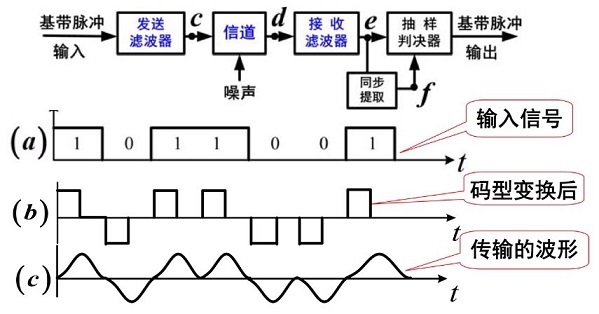 基带脉冲
输入
发送
滤波器
c
信道
d
接收
滤波器
e
抽样
判决器
基带脉冲
输出
噪声
同步
提取
f
(a)
1 0 1 1 0 0 1
t
输入信号
(b)
t
码型变换后
(c)
t
传输的波形